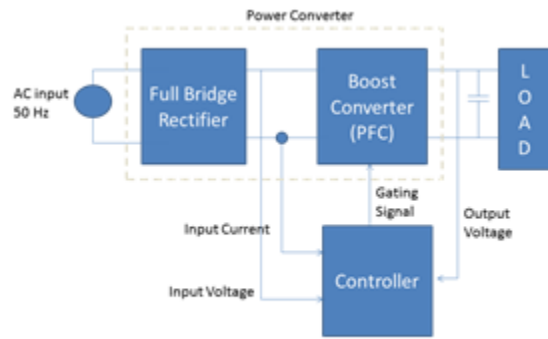 Power Converter
AC input
50 Hz
Full Bridge
Rectifier
Boost
Converter
(PFC)
L
O
A
D
Gating
Signal
Output
Voltage
Input Current
Input Voltage
Controller